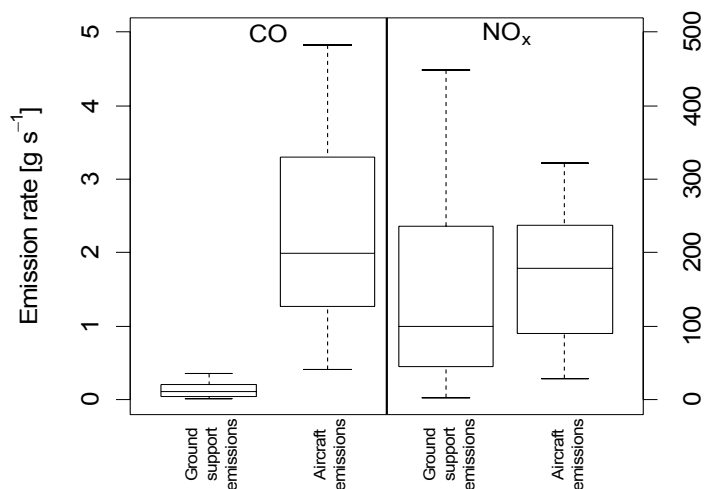 CO
NOₓ
Emission rate [g s⁻¹]
5
4
3
2
1
0
500
400
300
200
100
0
Ground
support
emissions
Aircraft
emissions
Ground
support
emissions
Aircraft
emissions